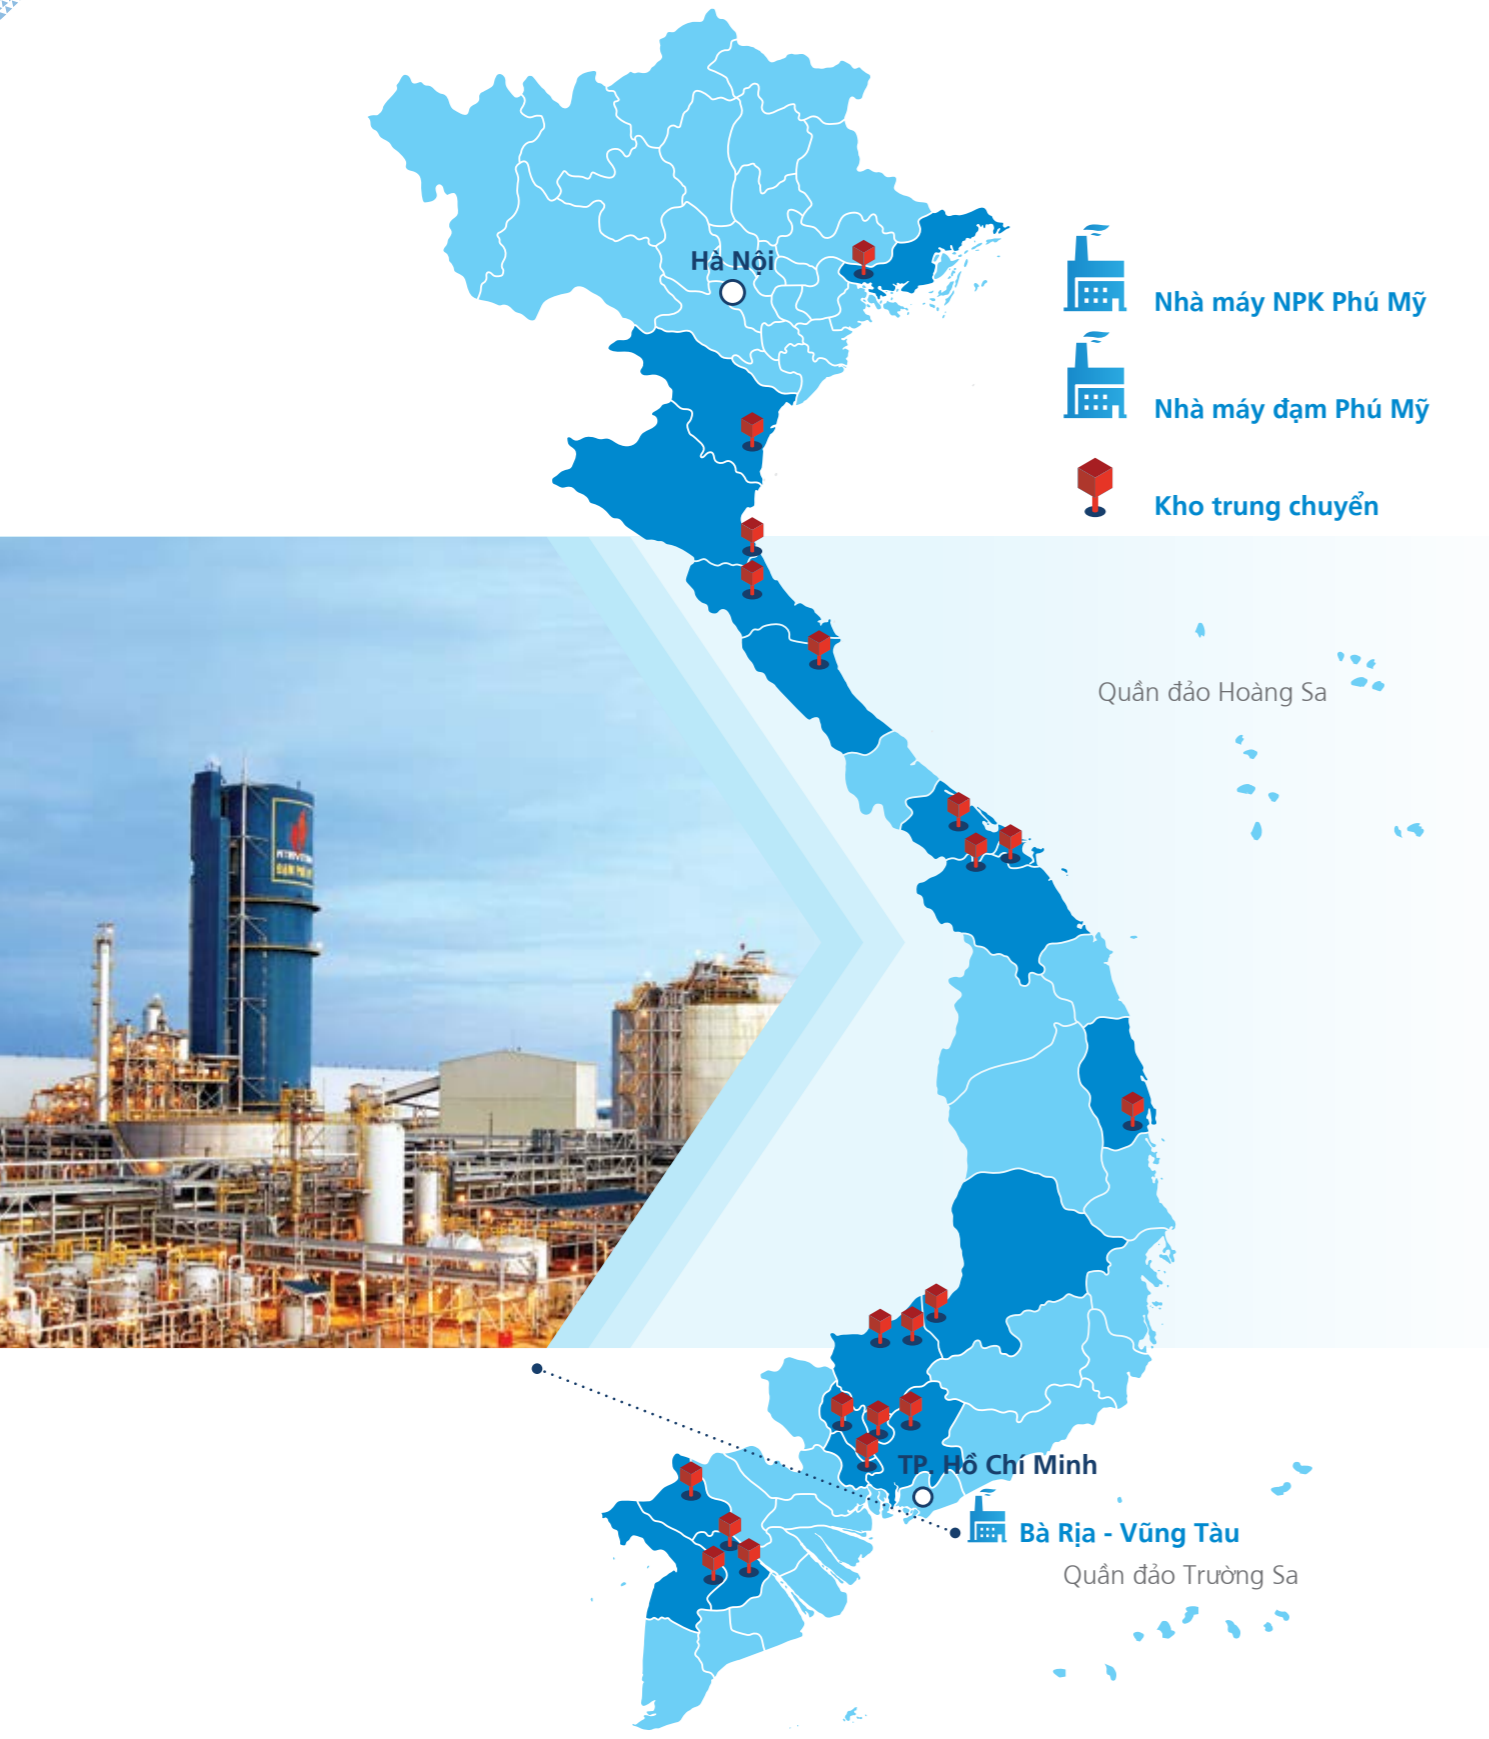 Hà Nội
Nhà máy NPK Phú Mỹ
Nhà máy đạm Phú Mỹ
Kho trung chuyển
Quần đảo Hoàng Sa
TP. Hồ Chí Minh
Bà Rịa - Vũng Tàu
Quần đảo Trường Sa